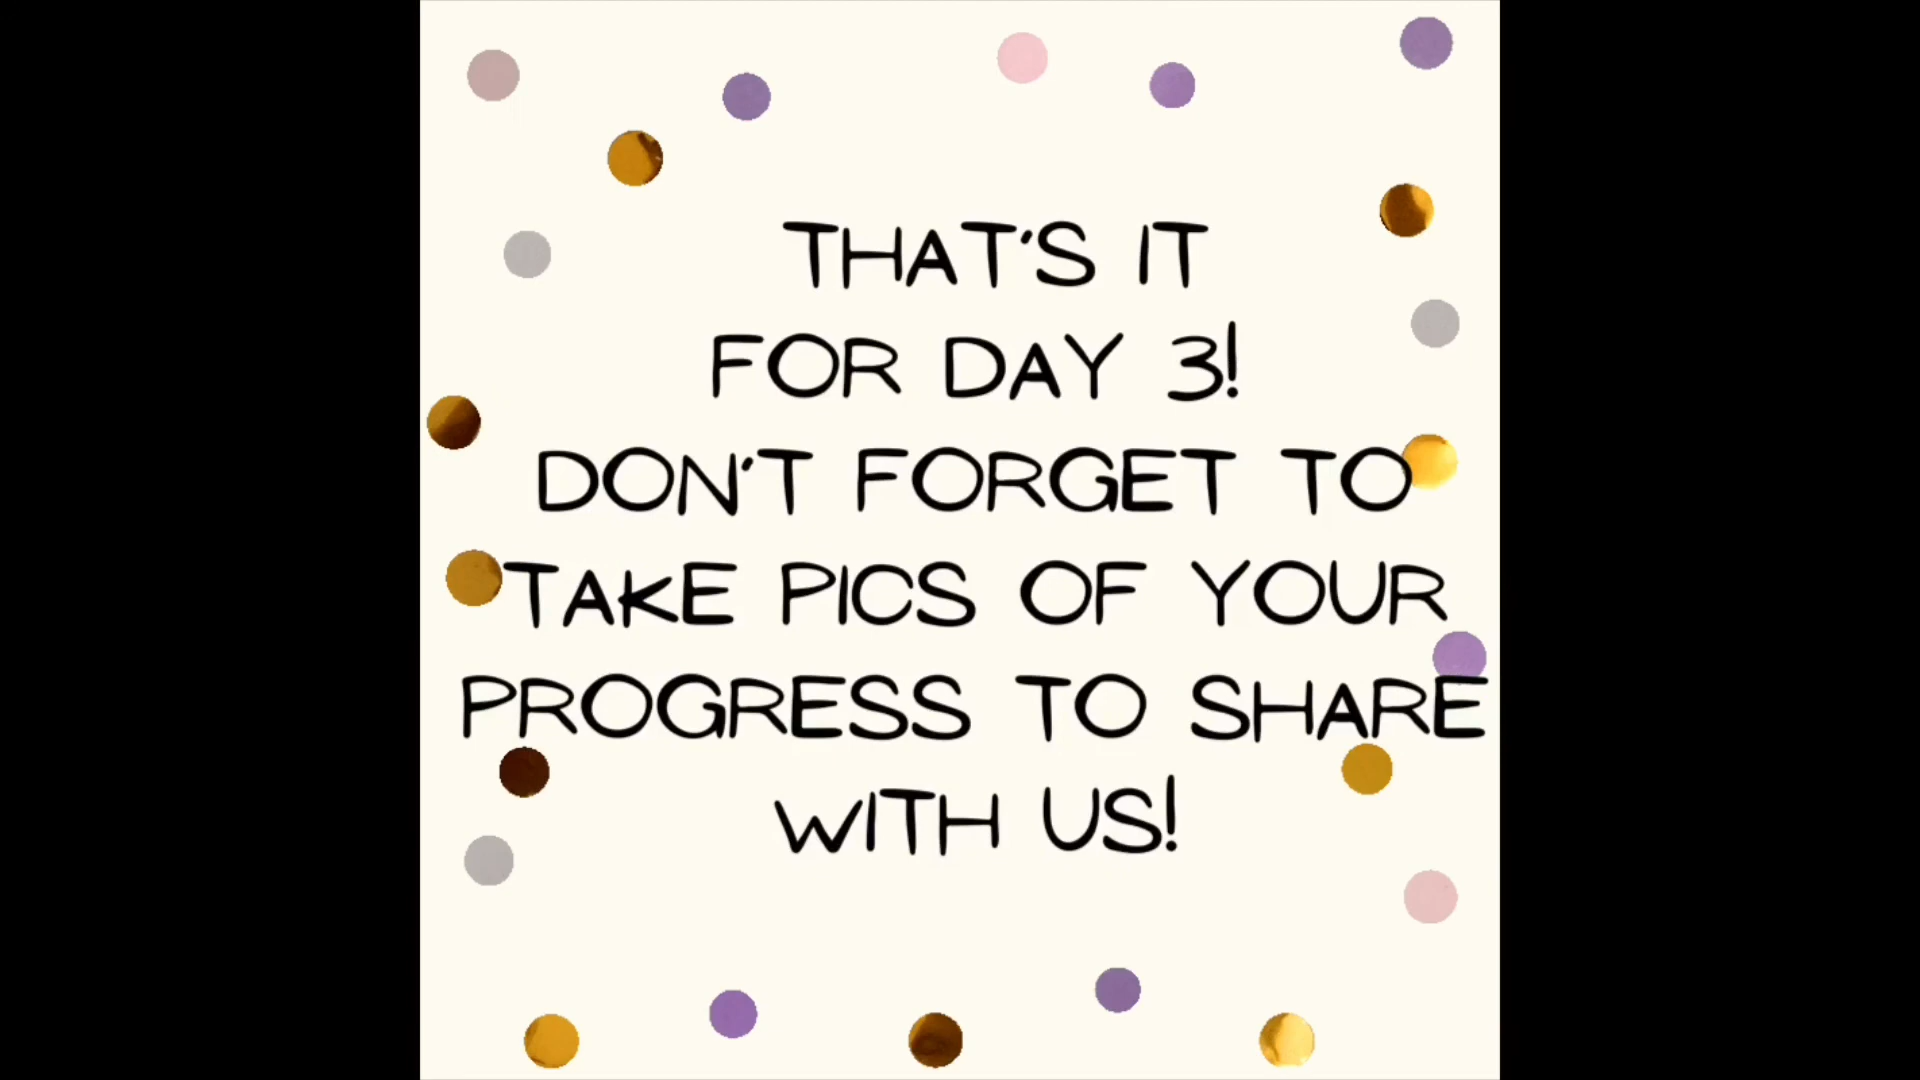 THAT'S IT
FOR DAY 3!
DON'T FORGET TO
TAKE PICS OF YOUR
PROGRESS TO SHARE
WITH US!